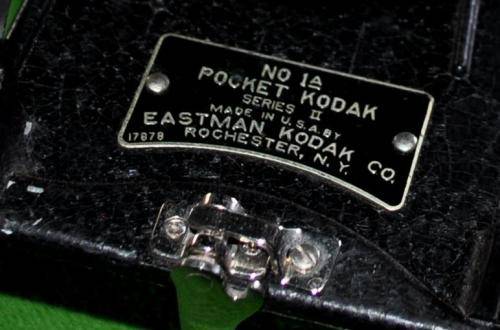 NO 1A
POCKET KODAK
SERIES II
MADE IN U.S.A. BY
EASTMAN KODAK CO.
17878 ROCHESTER, N.Y.